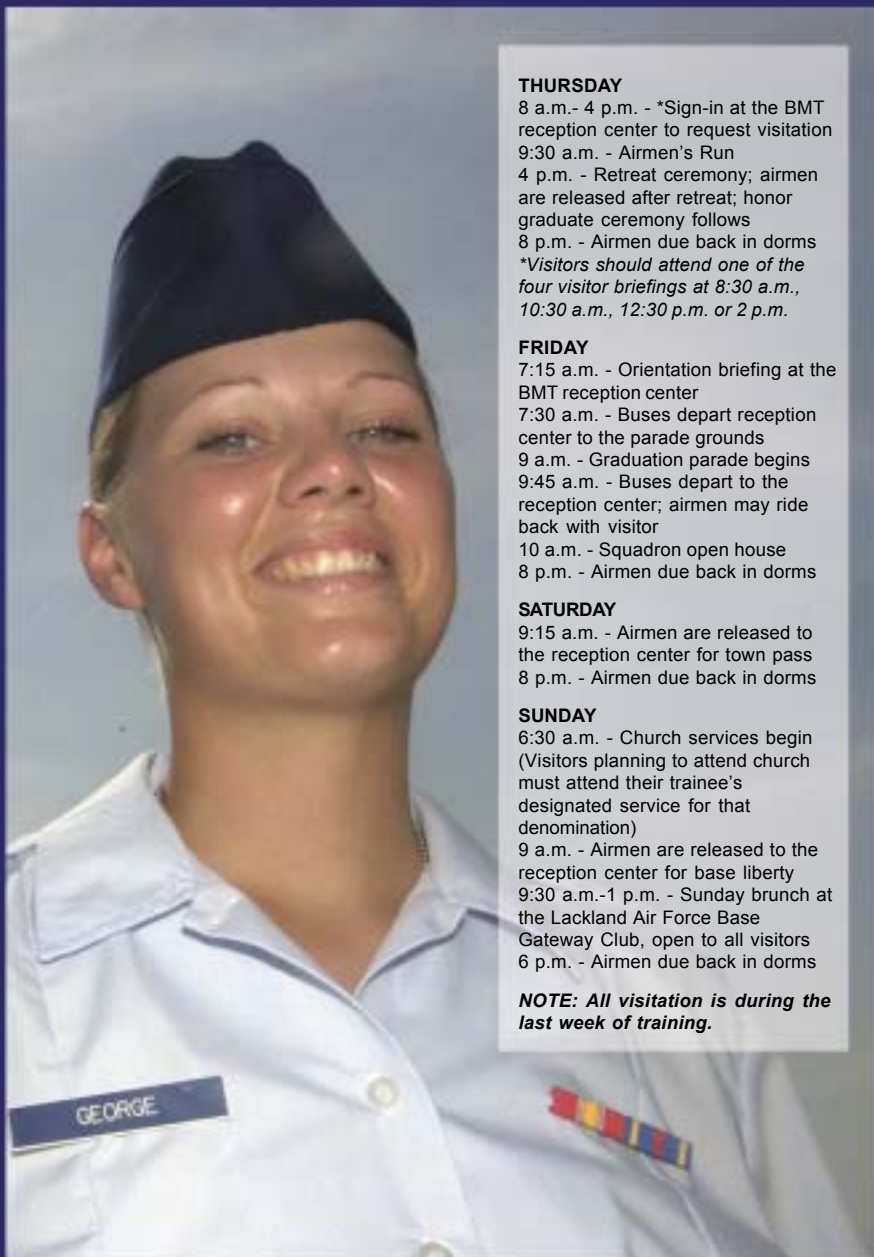 THURSDAY
8 a.m.- 4 p.m. - *Sign-in at the BMT
reception center to request visitation
9:30 a.m. - Airmen's Run
4 p.m. - Retreat ceremony; airmen
are released after retreat; honor
graduate ceremony follows
8 p.m. - Airmen due back in dorms
*Visitors should attend one of the
four visitor briefings at 8:30 a.m.,
10:30 a.m., 12:30 p.m. or 2 p.m.
FRIDAY
7:15 a.m. - Orientation briefing at the
BMT reception center
7:30 a.m. - Buses depart reception
center to the parade grounds
9 a.m. - Graduation parade begins
9:45 a.m. - Buses depart to the
reception center; airmen may ride
back with visitor
10 a.m. - Squadron open house
8 p.m. - Airmen due back in dorms
SATURDAY
9:15 a.m. - Airmen are released to
the reception center for town pass
8 p.m. - Airmen due back in dorms
SUNDAY
6:30 a.m. - Church services begin
(Visitors planning to attend church
must attend their trainee's
designated service for that
denomination)
9 a.m. - Airmen are released to the
reception center for base liberty
9:30 a.m.-1 p.m. - Sunday brunch at
the Lackland Air Force Base
Gateway Club, open to all visitors
6 p.m. - Airmen due back in dorms
NOTE: All visitation is during the
last week of training.
GEORGE